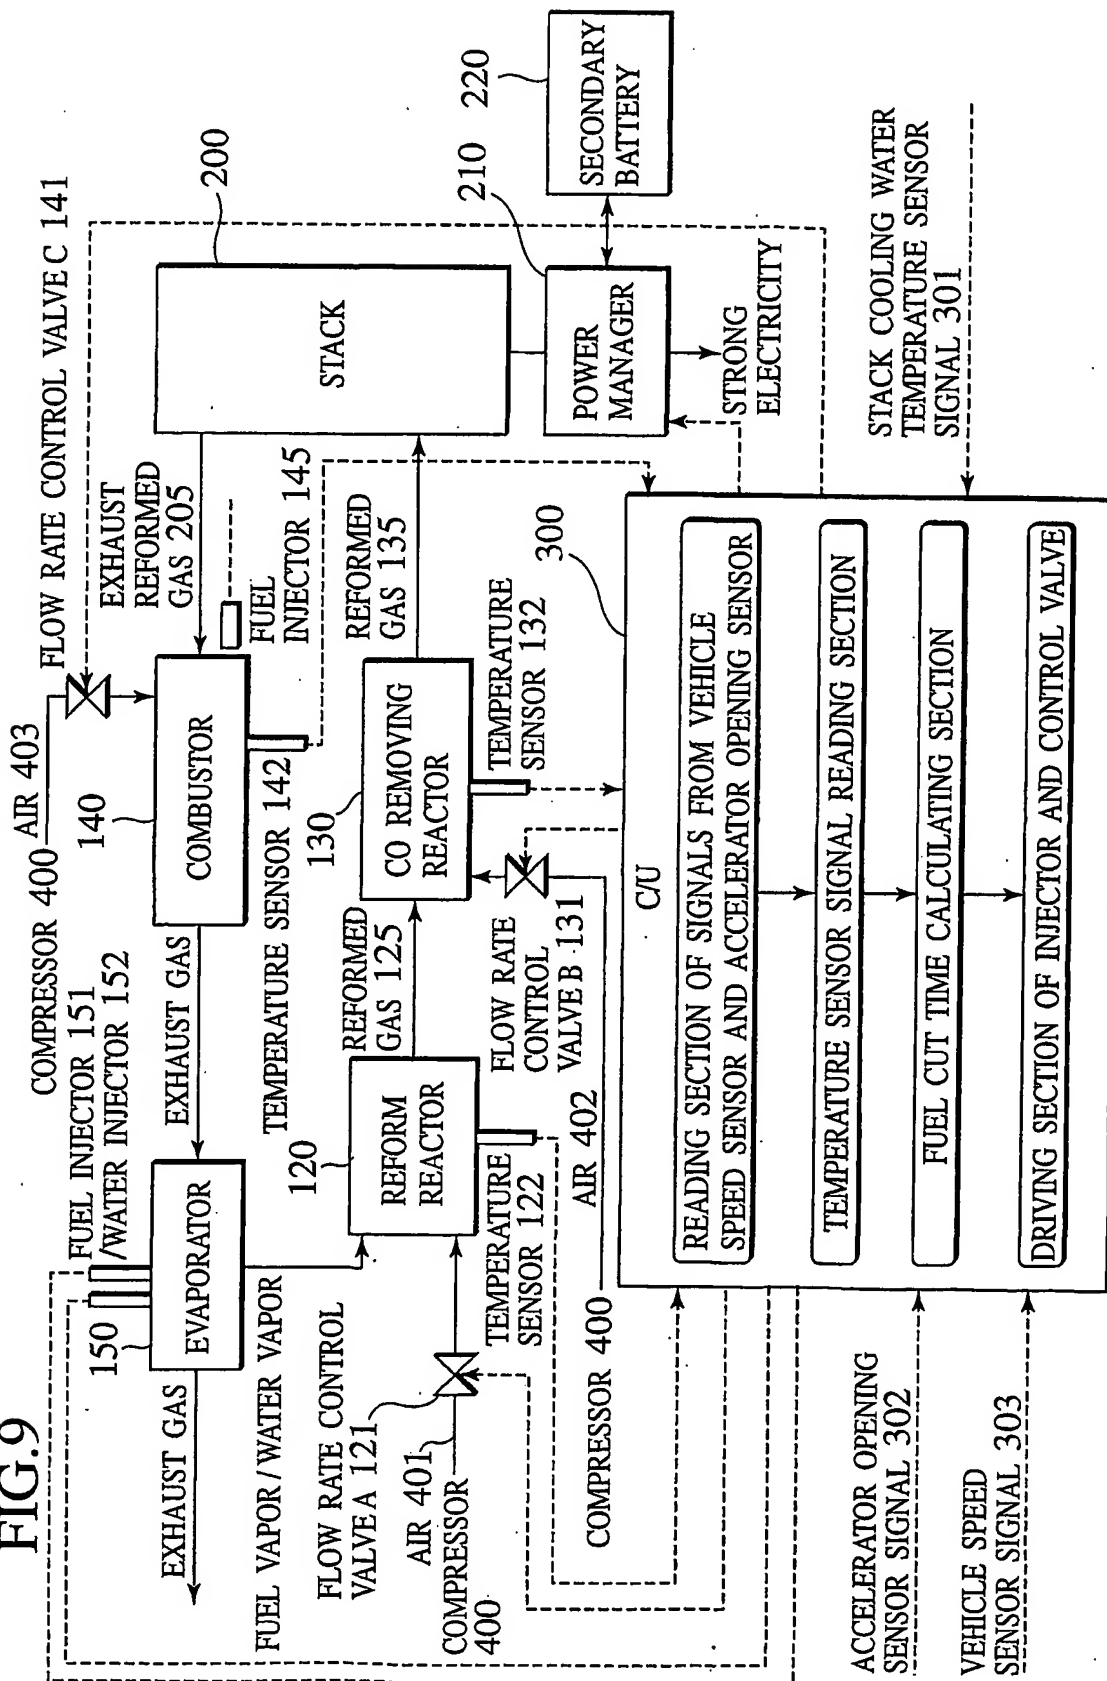 FIG.9
COMPRESSOR 400
AIR 403
FLOW RATE CONTROL VALVE C 141
FUEL INJECTOR 151
/WATER INJECTOR 152
140
EXHAUST
REFORMED
GAS 205
200
150
EXHAUST GAS
EVAPORATOR
EXHAUST GAS
COMBUSTOR
FUEL
INJECTOR 145
STACK
220
SECONDARY
BATTERY
FUEL VAPOR / WATER VAPOR
TEMPERATURE SENSOR 142
120
130
REFORMED
GAS 125
REFORMED
GAS 135
210
FLOW RATE CONTROL
VALVE A 121
REFORM
REACTOR
CO REMOVING
REACTOR
POWER
MANAGER
AIR 401
COMPRESSOR
400
TEMPERATURE
SENSOR 122
FLOW RATE
CONTROL
VALVE B 131
TEMPERATURE
SENSOR 132
300
STRONG
ELECTRICITY
COMPRESSOR 400
AIR 402
C/U
READING SECTION OF SIGNALS FROM VEHICLE
SPEED SENSOR AND ACCELERATOR OPENING SENSOR
TEMPERATURE SENSOR SIGNAL READING SECTION
FUEL CUT TIME CALCULATING SECTION
DRIVING SECTION OF INJECTOR AND CONTROL VALVE
STACK COOLING WATER
TEMPERATURE SENSOR
SIGNAL 301
ACCELERATOR OPENING
SENSOR SIGNAL 302
VEHICLE SPEED
SENSOR SIGNAL 303